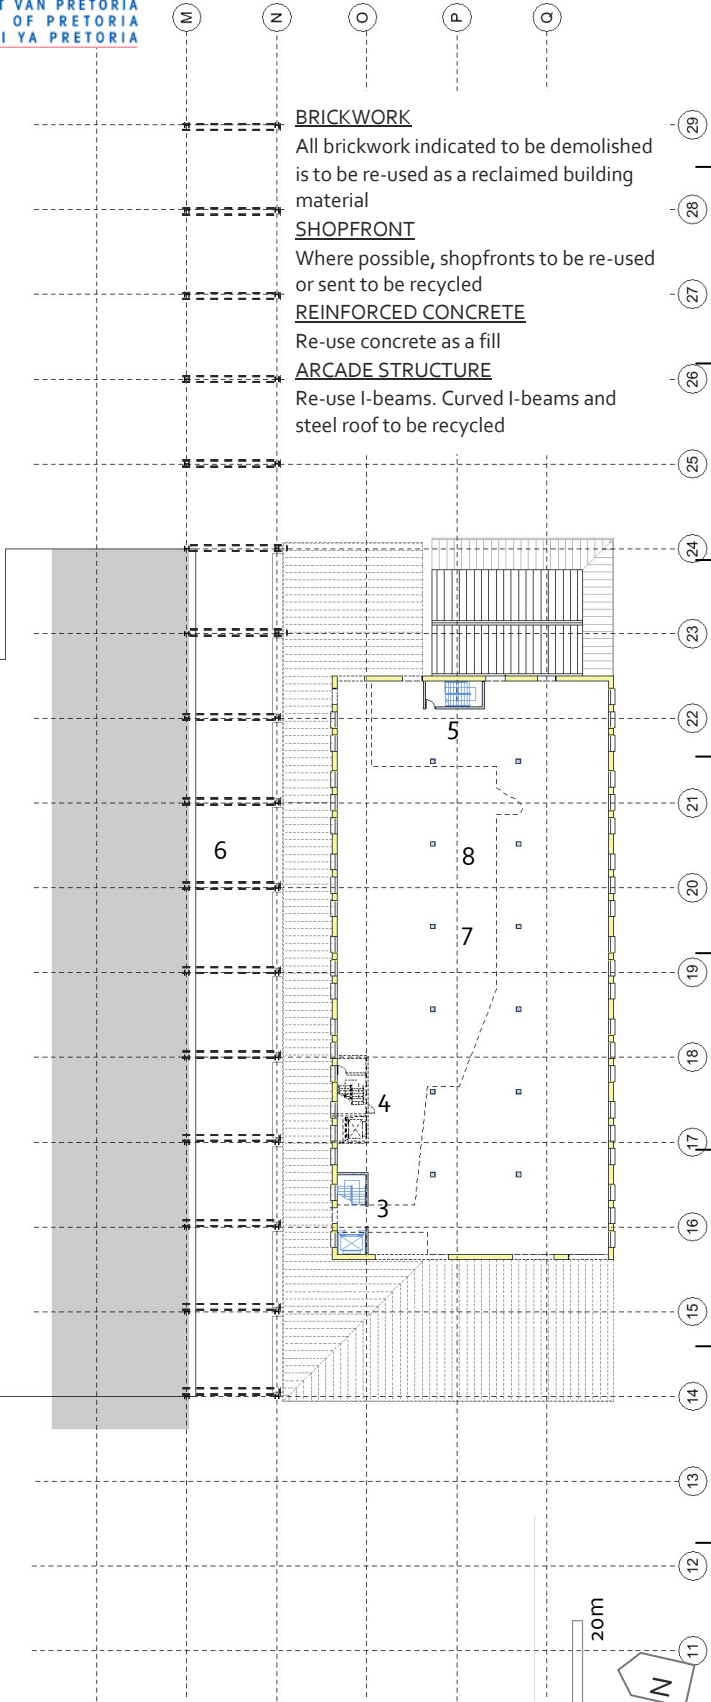 T VAN PRETORIA
OF PRETORIA
I YA PRETORIA
M
N
O
P
Q
BRICKWORK
All brickwork indicated to be demolished
is to be re-used as a reclaimed building
material
SHOPFRONT
Where possible, shopfronts to be re-used
or sent to be recycled
REINFORCED CONCRETE
Re-use concrete as a fill
ARCADE STRUCTURE
Re-use I-beams. Curved I-beams and
steel roof to be recycled
29
28
27
26
25
24
23
22
5
21
6
8
20
7
19
18
4
17
3
16
15
14
13
12
20m
11
N